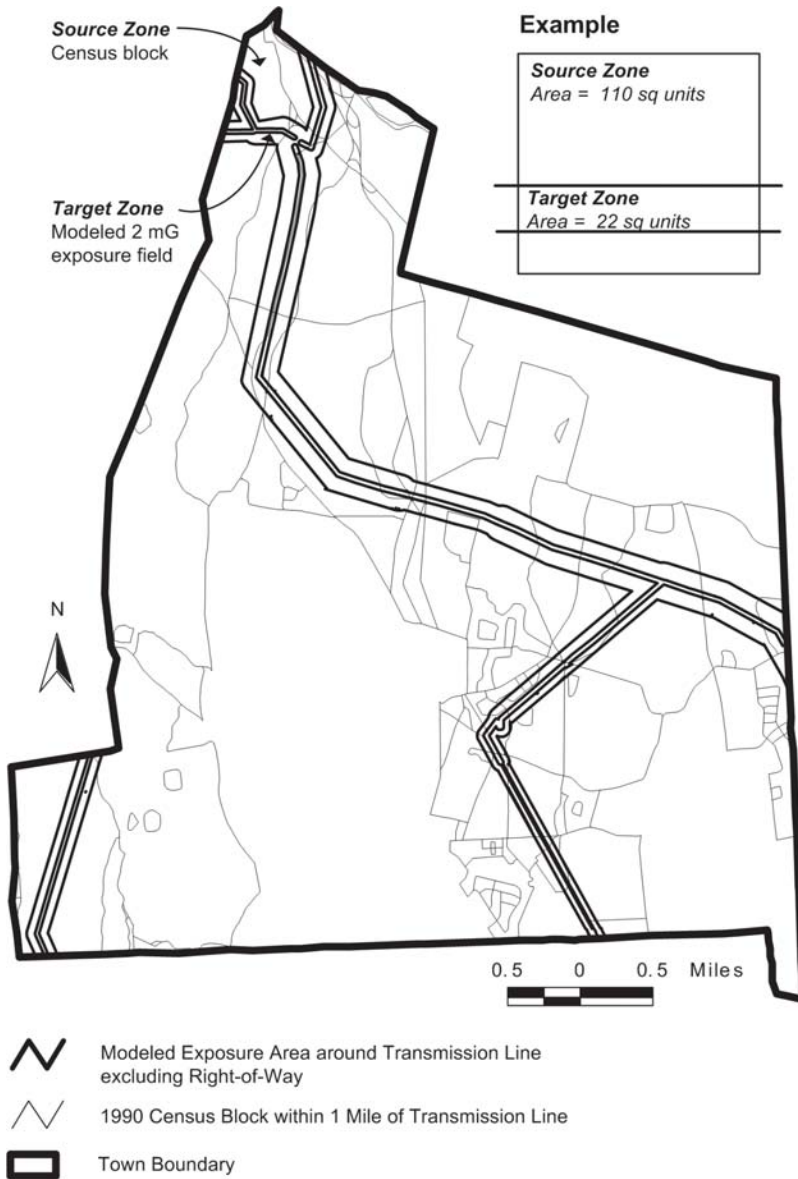 Source Zone
Census block
Target Zone
Modeled 2 mG
exposure field
Example
Source Zone
Area = 110 sq units
Target Zone
Area = 22 sq units
N
0.5 0 0.5 Miles
Modeled Exposure Area around Transmission Line
excluding Right-of-Way
1990 Census Block within 1 Mile of Transmission Line
Town Boundary